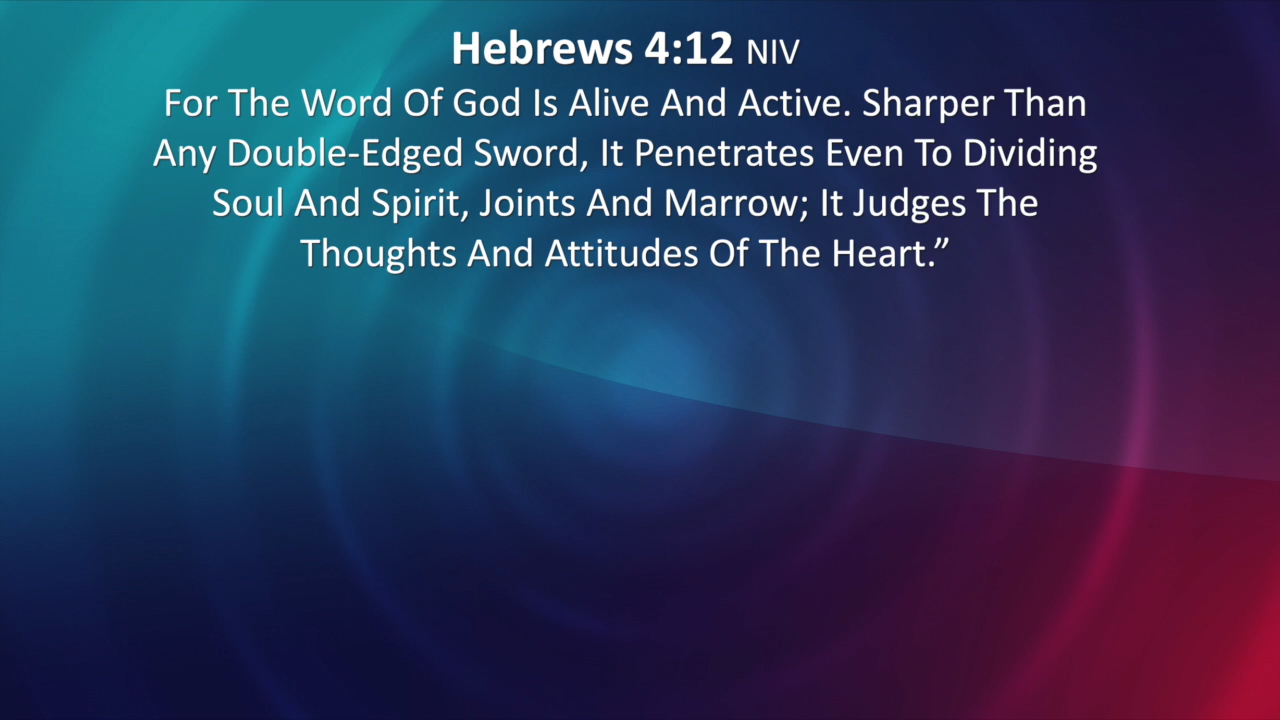 Hebrews 4:12 NIV
For The Word Of God Is Alive And Active. Sharper Than
Any Double-Edged Sword, It Penetrates Even To Dividing
Soul And Spirit, Joints And Marrow; It Judges The
Thoughts And Attitudes Of The Heart.”